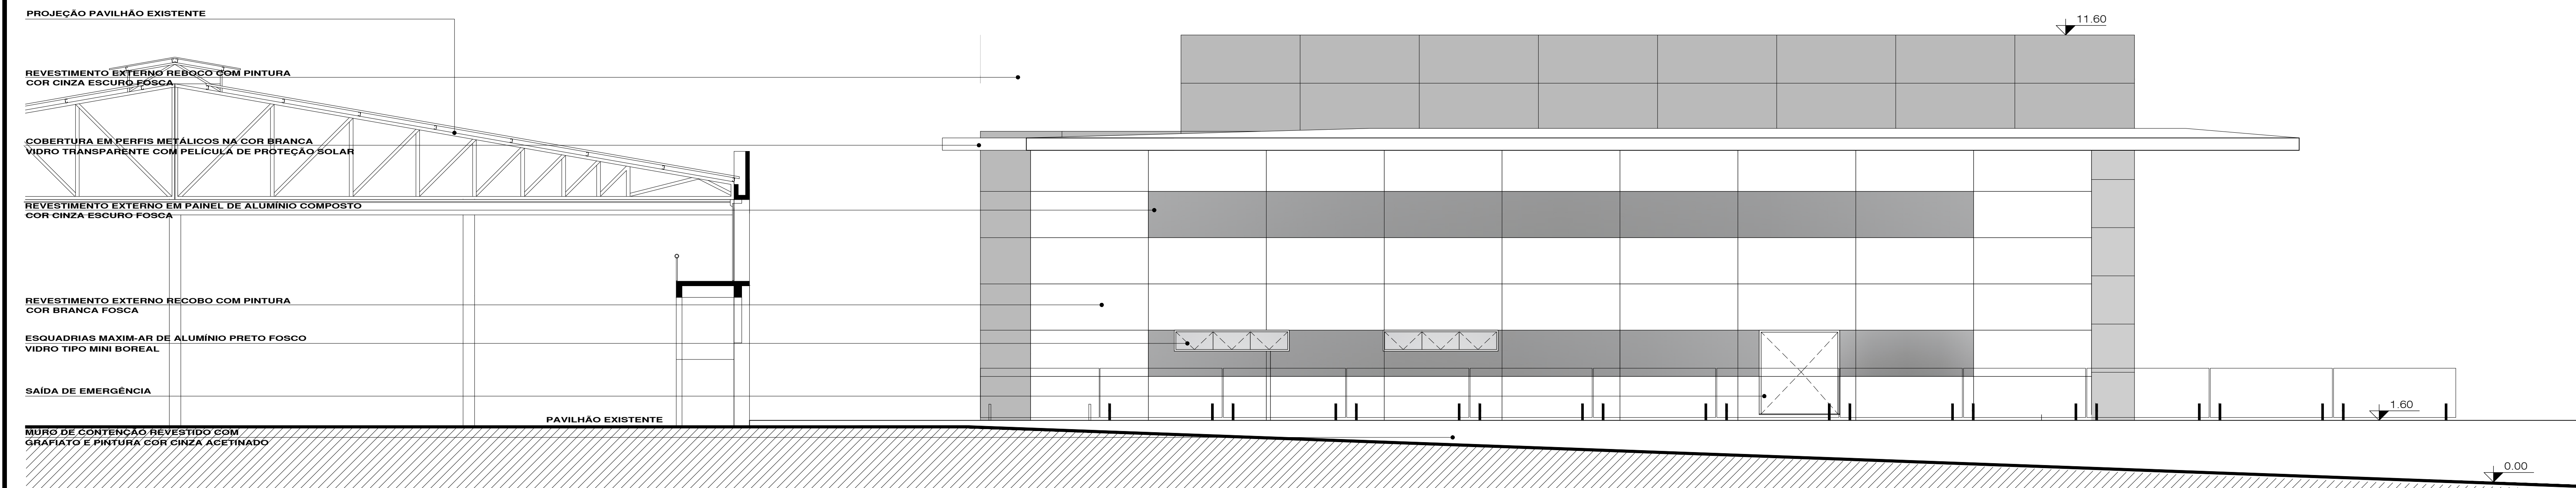 PROJEÇÃO PAVILHÃO EXISTENTE
11.60
REVESTIMENTO EXTERNO REBOCO COM PINTURA
COR CINZA ESCURO FOSCA
COBERTURA EM PERFIS METÁLICOS NA COR BRANCA
VIDRO TRANSPARENTE COM PELÍCULA DE PROTEÇÃO SOLAR
REVESTIMENTO EXTERNO EM PAINEL DE ALUMÍNIO COMPOSTO
COR CINZA ESCURO FOSCA
REVESTIMENTO EXTERNO RECOBO COM PINTURA
COR BRANCA FOSCA
ESQUADRIAS MAXIM-AR DE ALUMÍNIO PRETO FOSCO
VIDRO TIPO MINI BOREAL
SAÍDA DE EMERGÊNCIA
1.60
PAVILHÃO EXISTENTE
MURO DE CONTENÇÃO REVESTIDO COM
GRAFIATO E PINTURA COR CINZA ACETINADO
0.00